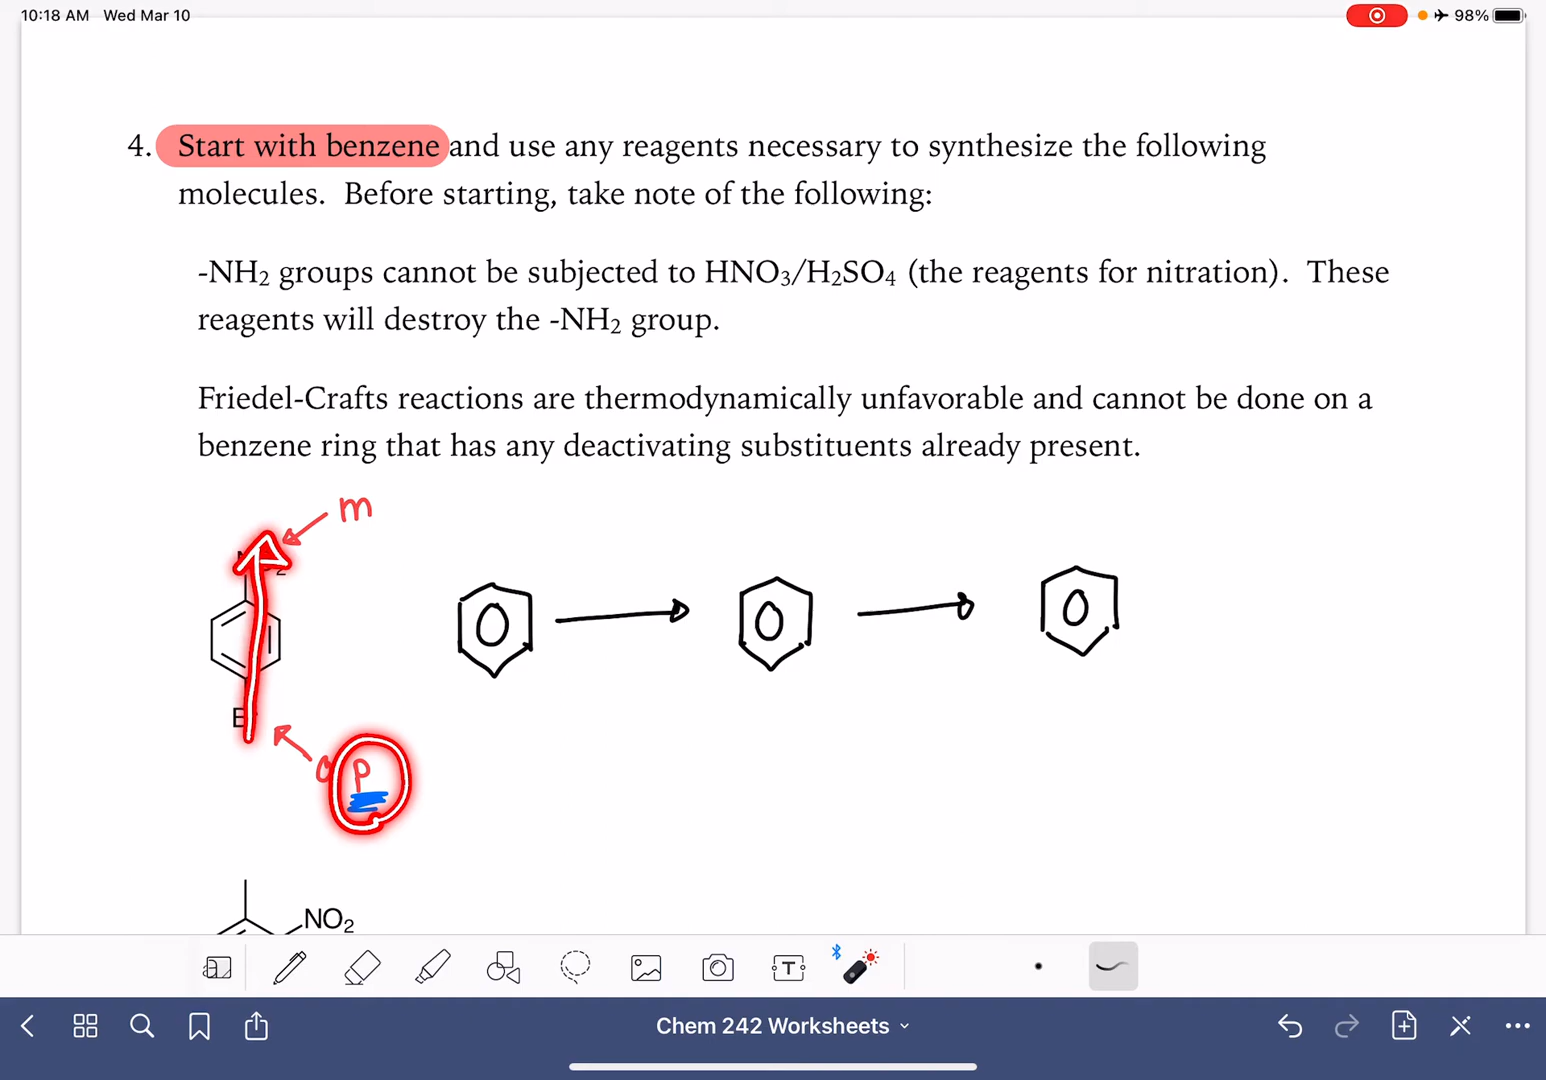 10:18 AM Wed Mar 10
98%
4. Start with benzene and use any reagents necessary to synthesize the following
molecules. Before starting, take note of the following:
-NH₂ groups cannot be subjected to HNO₃/H₂SO₄ (the reagents for nitration). These
reagents will destroy the -NH₂ group.
Friedel-Crafts reactions are thermodynamically unfavorable and cannot be done on a
benzene ring that has any deactivating substituents already present.
m
p
NO₂
T
Chem 242 Worksheets